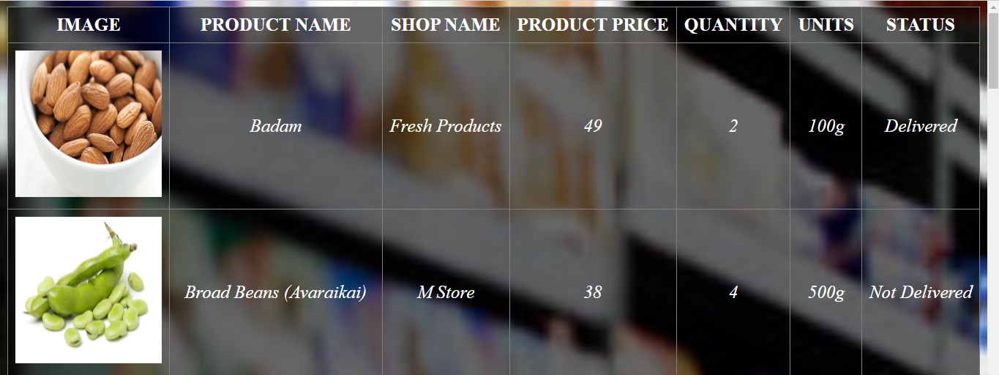 IMAGE PRODUCT NAME SHOP NAME PRODUCT PRICE QUANTITY UNITS STATUS
Badam Fresh Products 49 2 100g Delivered
Broad Beans (Avaraikai) M Store 38 4 500g Not Delivered